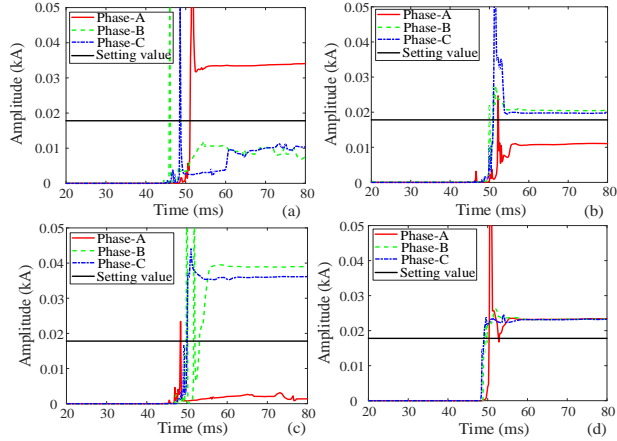 0.05
0.04
0.03
0.02
0.01
0
Amplitude (kA)
Phase-A
Phase-B
Phase-C
Setting value
20 30 40 50 60 70 80
Time (ms)
(a)
0.05
0.04
0.03
0.02
0.01
0
Amplitude (kA)
Phase-A
Phase-B
Phase-C
Setting value
20 30 40 50 60 70 80
Time (ms)
(b)
0.05
0.04
0.03
0.02
0.01
0.00
Amplitude (kA)
Phase-A
Phase-B
Phase-C
Setting value
20 30 40 50 60 70 80
Time (ms)
(c)
0.05
0.04
0.03
0.02
0.01
0
Amplitude (kA)
Phase-A
Phase-B
Phase-C
Setting value
20 30 40 50 60 70 80
Time (ms)
(d)